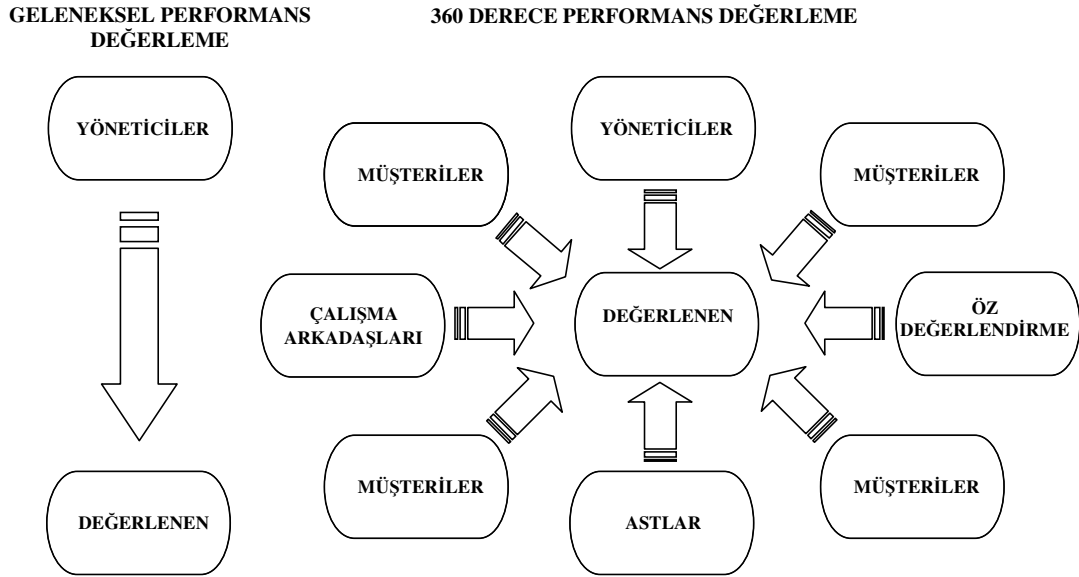 GELENEKSEL PERFORMANS
DEĞERLEME
YÖNETİCİLER
DEĞERLENEN
360 DERECE PERFORMANS DEĞERLEME
YÖNETİCİLER
MÜŞTERİLER
MÜŞTERİLER
ÇALIŞMA
ARKADAŞLARI
DEĞERLENEN
ÖZ
DEĞERLENDİRME
MÜŞTERİLER
ASTLAR
MÜŞTERİLER